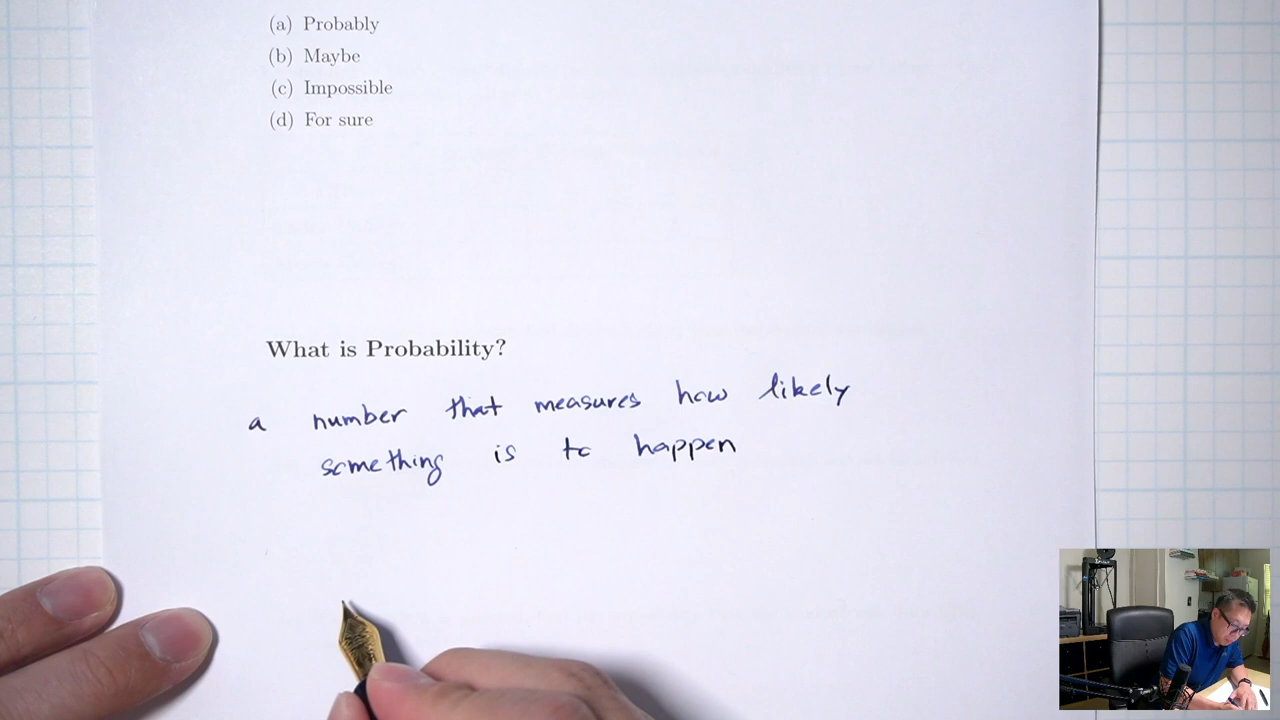 (a) Probably
(b) Maybe
(c) Impossible
(d) For sure
What is Probability?
a number that measures how likely
something is to happen